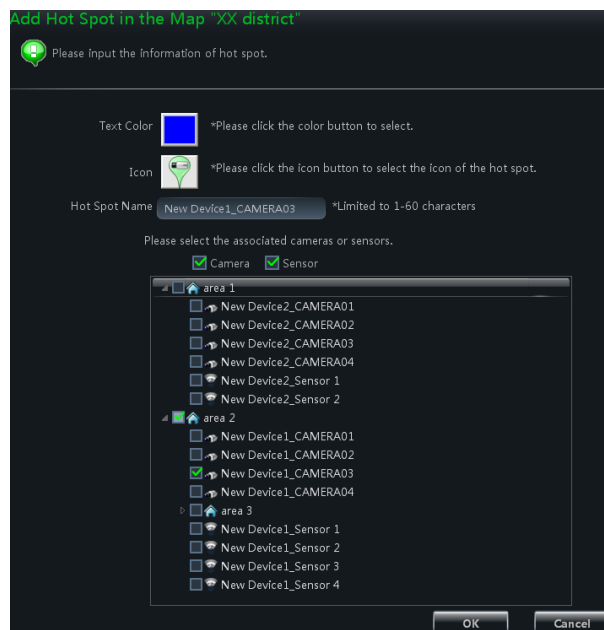 Add Hot Spot in the Map "XX district"
Please input the information of hot spot.
Text Color *Please click the color button to select.
Icon *Please click the icon button to select the icon of the hot spot.
Hot Spot Name New Device1_CAMERA03 *Limited to 1-60 characters
Please select the associated cameras or sensors.
Camera Sensor
area 1
New Device2_CAMERA01
New Device2_CAMERA02
New Device2_CAMERA03
New Device2_CAMERA04
New Device2_Sensor 1
New Device2_Sensor 2
area 2
New Device1_CAMERA01
New Device1_CAMERA02
New Device1_CAMERA03
New Device1_CAMERA04
area 3
New Device1_Sensor 1
New Device1_Sensor 2
New Device1_Sensor 3
New Device1_Sensor 4
OK Cancel